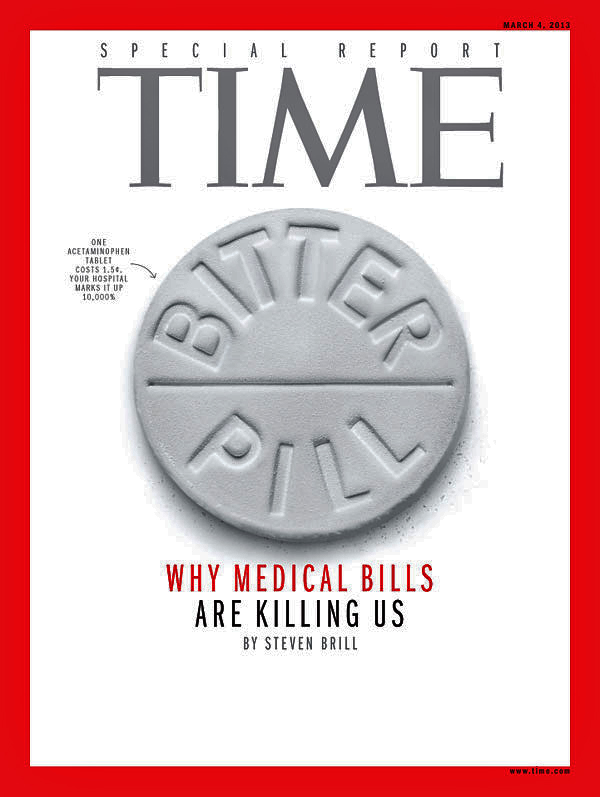 MARCH 4, 2013
SPECIAL REPORT
TIME
ONE
ACETAMINOPHEN
TABLET
COSTS 1.5¢.
YOUR HOSPITAL
MARKS IT UP
10,000%
BITTER
PILL
WHY MEDICAL BILLS
ARE KILLING US
BY STEVEN BRILL
www.time.com